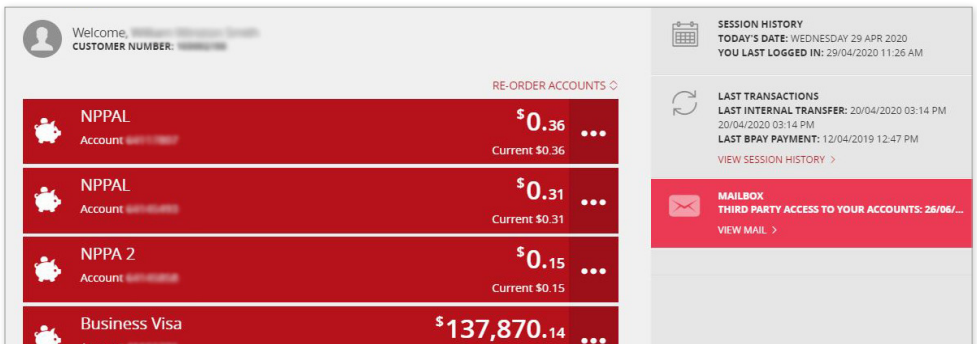 Welcome,
CUSTOMER NUMBER:
RE-ORDER ACCOUNTS
NPPAL
$0.36
Account
Current $0.36
NPPAL
$0.31
Account
Current $0.31
NPPA 2
$0.15
Account
Current $0.15
Business Visa
$137,870.14
SESSION HISTORY
TODAY'S DATE: WEDNESDAY 29 APR 2020
YOU LAST LOGGED IN: 29/04/2020 11:26 AM
LAST TRANSACTIONS
LAST INTERNAL TRANSFER: 20/04/2020 03:14 PM
20/04/2020 03:14 PM
LAST BPAY PAYMENT: 12/04/2019 12:47 PM
VIEW SESSION HISTORY >
MAILBOX
THIRD PARTY ACCESS TO YOUR ACCOUNTS: 26/06/...
VIEW MAIL >